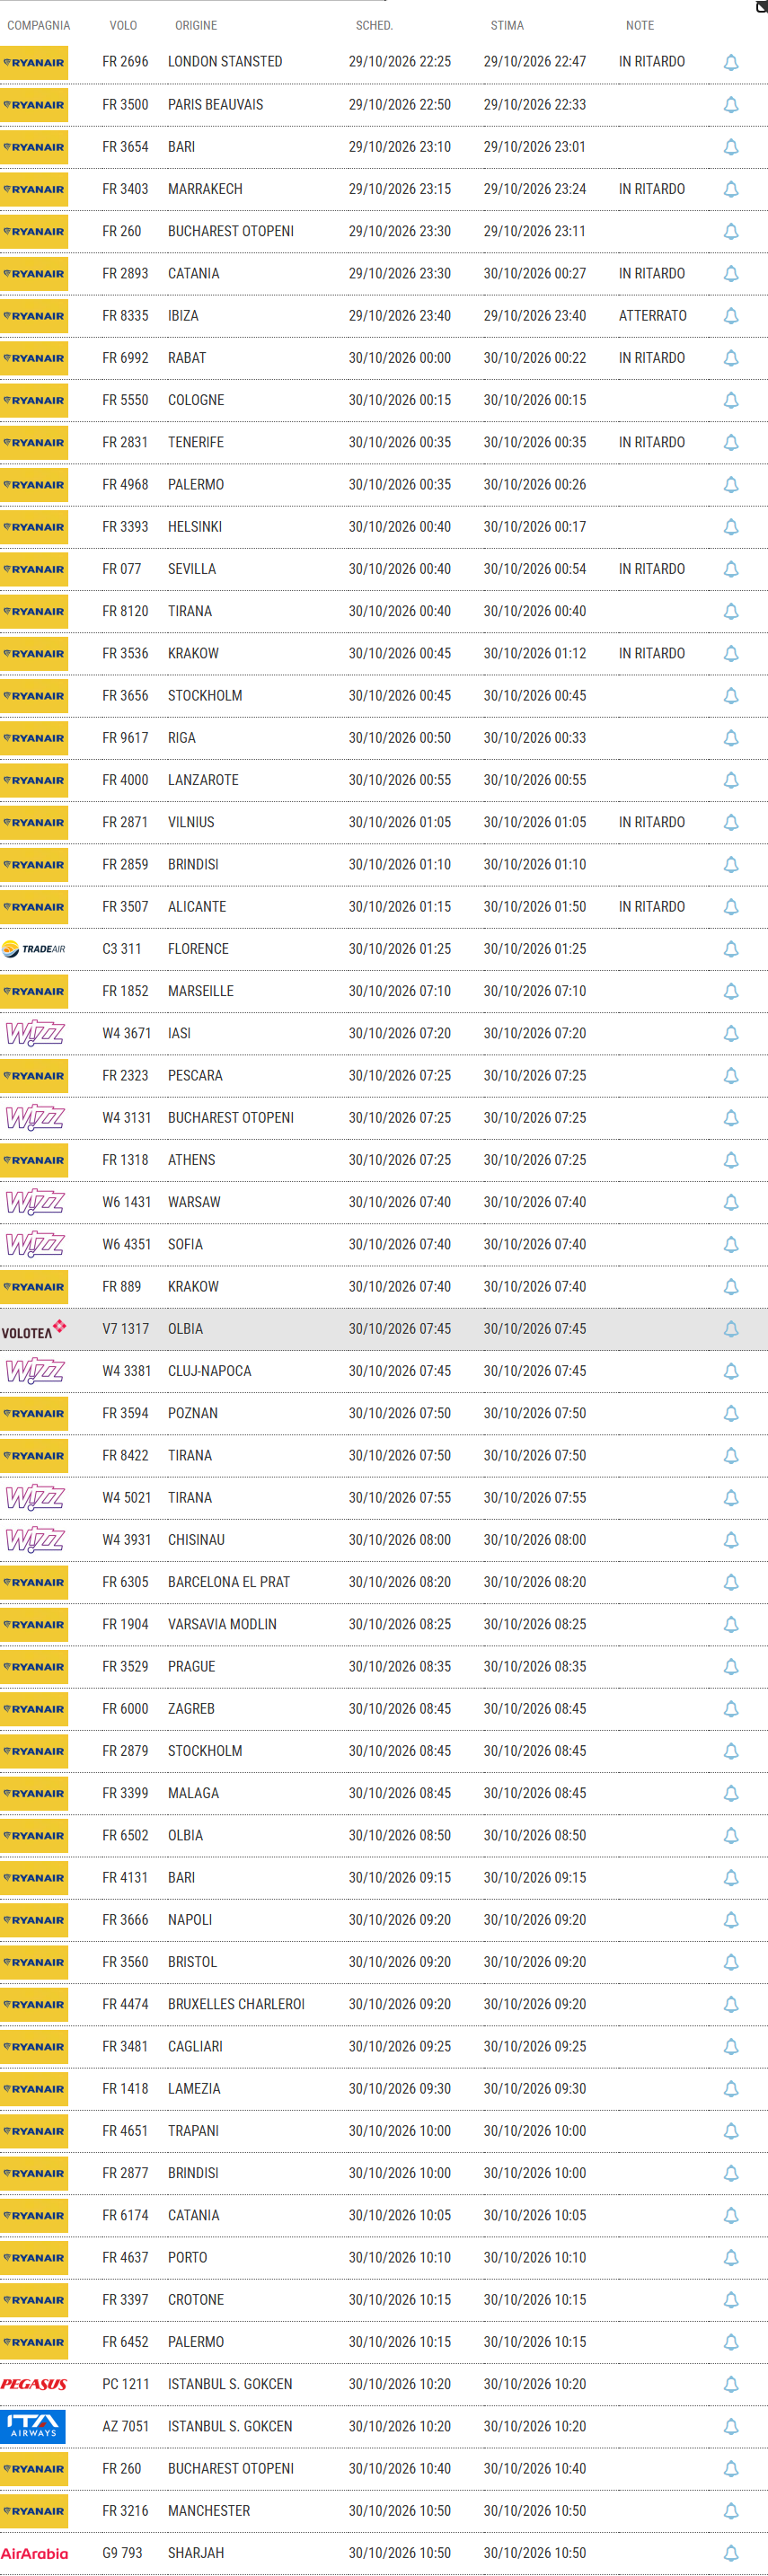 COMPAGNIA VOLO ORIGINE SCHED. STIMA NOTE
RYANAIR FR 2696 LONDON STANSTED 29/10/2026 22:25 29/10/2026 22:47 IN RITARDO
RYANAIR FR 3500 PARIS BEAUVAIS 29/10/2026 22:50 29/10/2026 22:33
RYANAIR FR 3654 BARI 29/10/2026 23:10 29/10/2026 23:01
RYANAIR FR 3403 MARRAKECH 29/10/2026 23:15 29/10/2026 23:24 IN RITARDO
RYANAIR FR 260 BUCHAREST OTOPENI 29/10/2026 23:30 29/10/2026 23:11
RYANAIR FR 2893 CATANIA 29/10/2026 23:30 30/10/2026 00:27 IN RITARDO
RYANAIR FR 8335 IBIZA 29/10/2026 23:40 29/10/2026 23:40 ATTERRATO
RYANAIR FR 6992 RABAT 30/10/2026 00:00 30/10/2026 00:22 IN RITARDO
RYANAIR FR 5550 COLOGNE 30/10/2026 00:15 30/10/2026 00:15
RYANAIR FR 2831 TENERIFE 30/10/2026 00:35 30/10/2026 00:35 IN RITARDO
RYANAIR FR 4968 PALERMO 30/10/2026 00:35 30/10/2026 00:26
RYANAIR FR 3393 HELSINKI 30/10/2026 00:40 30/10/2026 00:17
RYANAIR FR 077 SEVILLA 30/10/2026 00:40 30/10/2026 00:54 IN RITARDO
RYANAIR FR 8120 TIRANA 30/10/2026 00:40 30/10/2026 00:40
RYANAIR FR 3536 KRAKOW 30/10/2026 00:45 30/10/2026 01:12 IN RITARDO
RYANAIR FR 3656 STOCKHOLM 30/10/2026 00:45 30/10/2026 00:45
RYANAIR FR 9617 RIGA 30/10/2026 00:50 30/10/2026 00:33
RYANAIR FR 4000 LANZAROTE 30/10/2026 00:55 30/10/2026 00:55
RYANAIR FR 2871 VILNIUS 30/10/2026 01:05 30/10/2026 01:05 IN RITARDO
RYANAIR FR 2859 BRINDISI 30/10/2026 01:10 30/10/2026 01:10
RYANAIR FR 3507 ALICANTE 30/10/2026 01:15 30/10/2026 01:50 IN RITARDO
TRADEAIR C3 311 FLORENCE 30/10/2026 01:25 30/10/2026 01:25
RYANAIR FR 1852 MARSEILLE 30/10/2026 07:10 30/10/2026 07:10
WIZZ W4 3671 IASI 30/10/2026 07:20 30/10/2026 07:20
RYANAIR FR 2323 PESCARA 30/10/2026 07:25 30/10/2026 07:25
WIZZ W4 3131 BUCHAREST OTOPENI 30/10/2026 07:25 30/10/2026 07:25
RYANAIR FR 1318 ATHENS 30/10/2026 07:25 30/10/2026 07:25
WIZZ W6 1431 WARSAW 30/10/2026 07:40 30/10/2026 07:40
WIZZ W6 4351 SOFIA 30/10/2026 07:40 30/10/2026 07:40
RYANAIR FR 889 KRAKOW 30/10/2026 07:40 30/10/2026 07:40
VOLOTEA V7 1317 OLBIA 30/10/2026 07:45 30/10/2026 07:45
WIZZ W4 3381 CLUJ-NAPOCA 30/10/2026 07:45 30/10/2026 07:45
RYANAIR FR 3594 POZNAN 30/10/2026 07:50 30/10/2026 07:50
RYANAIR FR 8422 TIRANA 30/10/2026 07:50 30/10/2026 07:50
WIZZ W4 5021 TIRANA 30/10/2026 07:55 30/10/2026 07:55
WIZZ W4 3931 CHISINAU 30/10/2026 08:00 30/10/2026 08:00
RYANAIR FR 6305 BARCELONA EL PRAT 30/10/2026 08:20 30/10/2026 08:20
RYANAIR FR 1904 VARSAVIA MODLIN 30/10/2026 08:25 30/10/2026 08:25
RYANAIR FR 3529 PRAGUE 30/10/2026 08:35 30/10/2026 08:35
RYANAIR FR 6000 ZAGREB 30/10/2026 08:45 30/10/2026 08:45
RYANAIR FR 2879 STOCKHOLM 30/10/2026 08:45 30/10/2026 08:45
RYANAIR FR 3399 MALAGA 30/10/2026 08:45 30/10/2026 08:45
RYANAIR FR 6502 OLBIA 30/10/2026 08:50 30/10/2026 08:50
RYANAIR FR 4131 BARI 30/10/2026 09:15 30/10/2026 09:15
RYANAIR FR 3666 NAPOLI 30/10/2026 09:20 30/10/2026 09:20
RYANAIR FR 3560 BRISTOL 30/10/2026 09:20 30/10/2026 09:20
RYANAIR FR 4474 BRUXELLES CHARLEROI 30/10/2026 09:20 30/10/2026 09:20
RYANAIR FR 3481 CAGLIARI 30/10/2026 09:25 30/10/2026 09:25
RYANAIR FR 1418 LAMEZIA 30/10/2026 09:30 30/10/2026 09:30
RYANAIR FR 4651 TRAPANI 30/10/2026 10:00 30/10/2026 10:00
RYANAIR FR 2877 BRINDISI 30/10/2026 10:00 30/10/2026 10:00
RYANAIR FR 6174 CATANIA 30/10/2026 10:05 30/10/2026 10:05
RYANAIR FR 4637 PORTO 30/10/2026 10:10 30/10/2026 10:10
RYANAIR FR 3397 CROTONE 30/10/2026 10:15 30/10/2026 10:15
RYANAIR FR 6452 PALERMO 30/10/2026 10:15 30/10/2026 10:15
PEGASUS PC 1211 ISTANBUL S. GOKCEN 30/10/2026 10:20 30/10/2026 10:20
ITA AIRWAYS AZ 7051 ISTANBUL S. GOKCEN 30/10/2026 10:20 30/10/2026 10:20
RYANAIR FR 260 BUCHAREST OTOPENI 30/10/2026 10:40 30/10/2026 10:40
RYANAIR FR 3216 MANCHESTER 30/10/2026 10:50 30/10/2026 10:50
AirArabia G9 793 SHARJAH 30/10/2026 10:50 30/10/2026 10:50